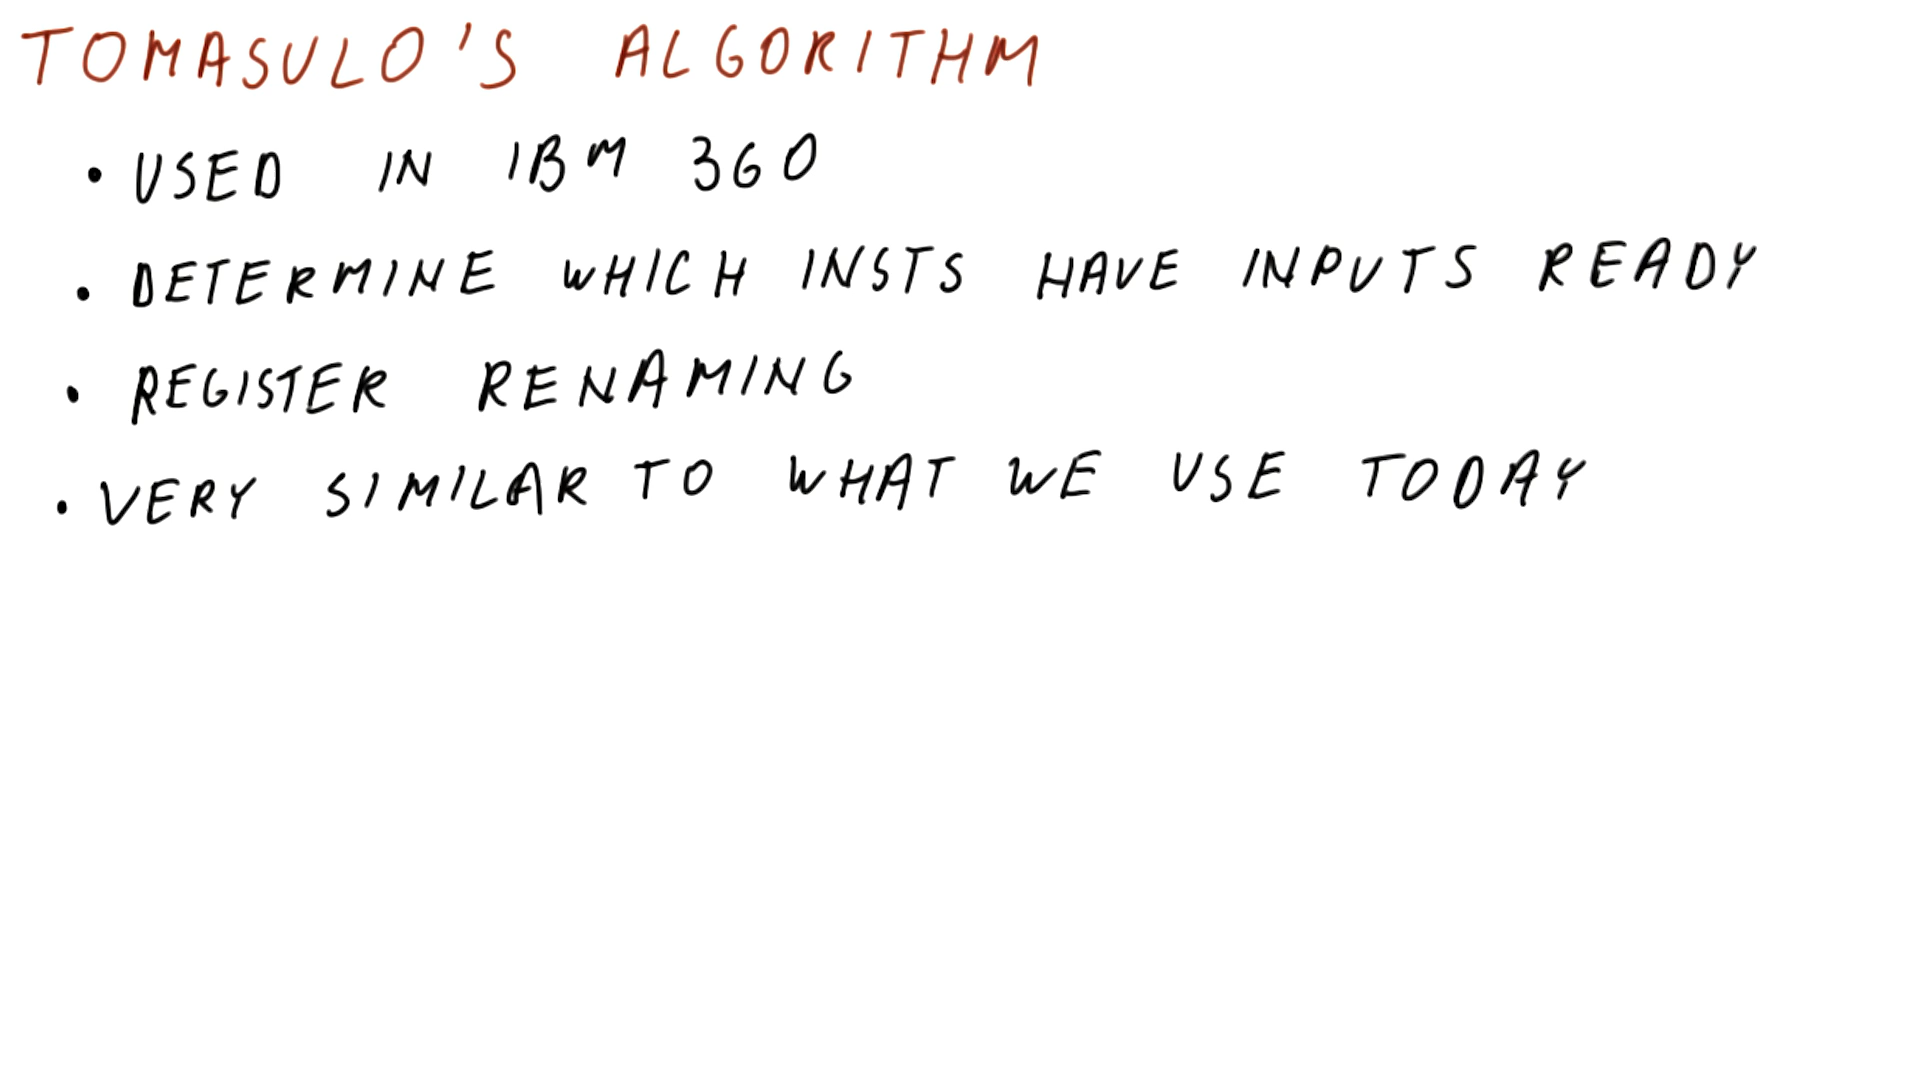 TOMASULO'S ALGORITHM
• USED IN IBM 360
• DETERMINE WHICH INSTS HAVE INPUTS READY
• REGISTER RENAMING
• VERY SIMILAR TO WHAT WE USE TODAY